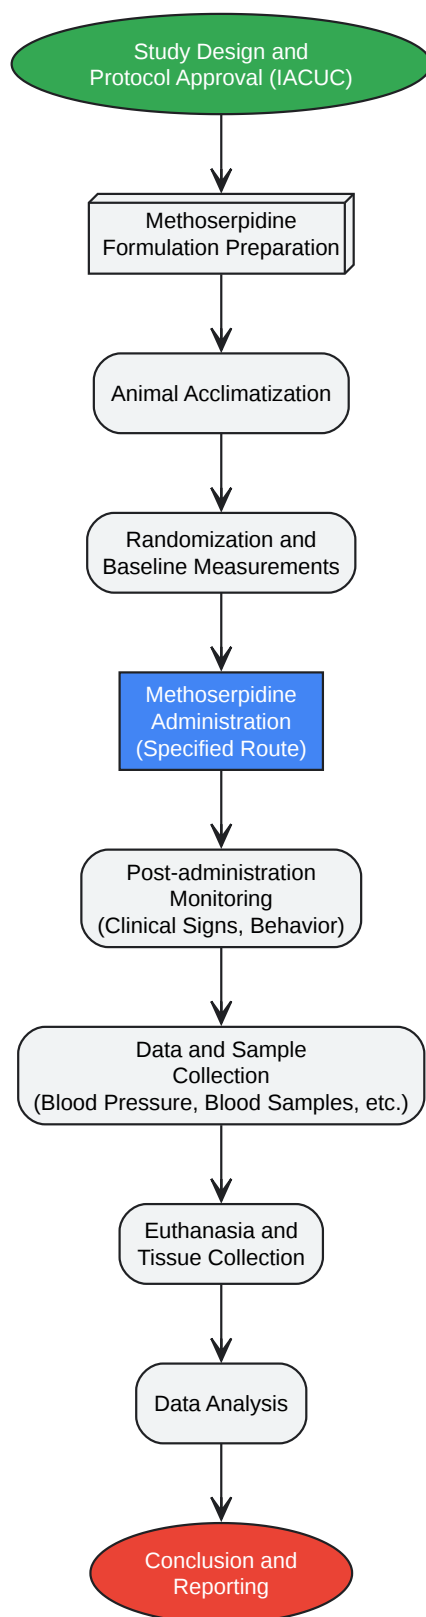 Study Design and
Protocol Approval (IACUC)
Methoserpidine
Formulation Preparation
Animal Acclimatization
Randomization and
Baseline Measurements
Methoserpidine
Administration
(Specified Route)
Post-administration
Monitoring
(Clinical Signs, Behavior)
Data and Sample
Collection
(Blood Pressure, Blood Samples, etc.)
Euthanasia and
Tissue Collection
Data Analysis
Conclusion and
Reporting